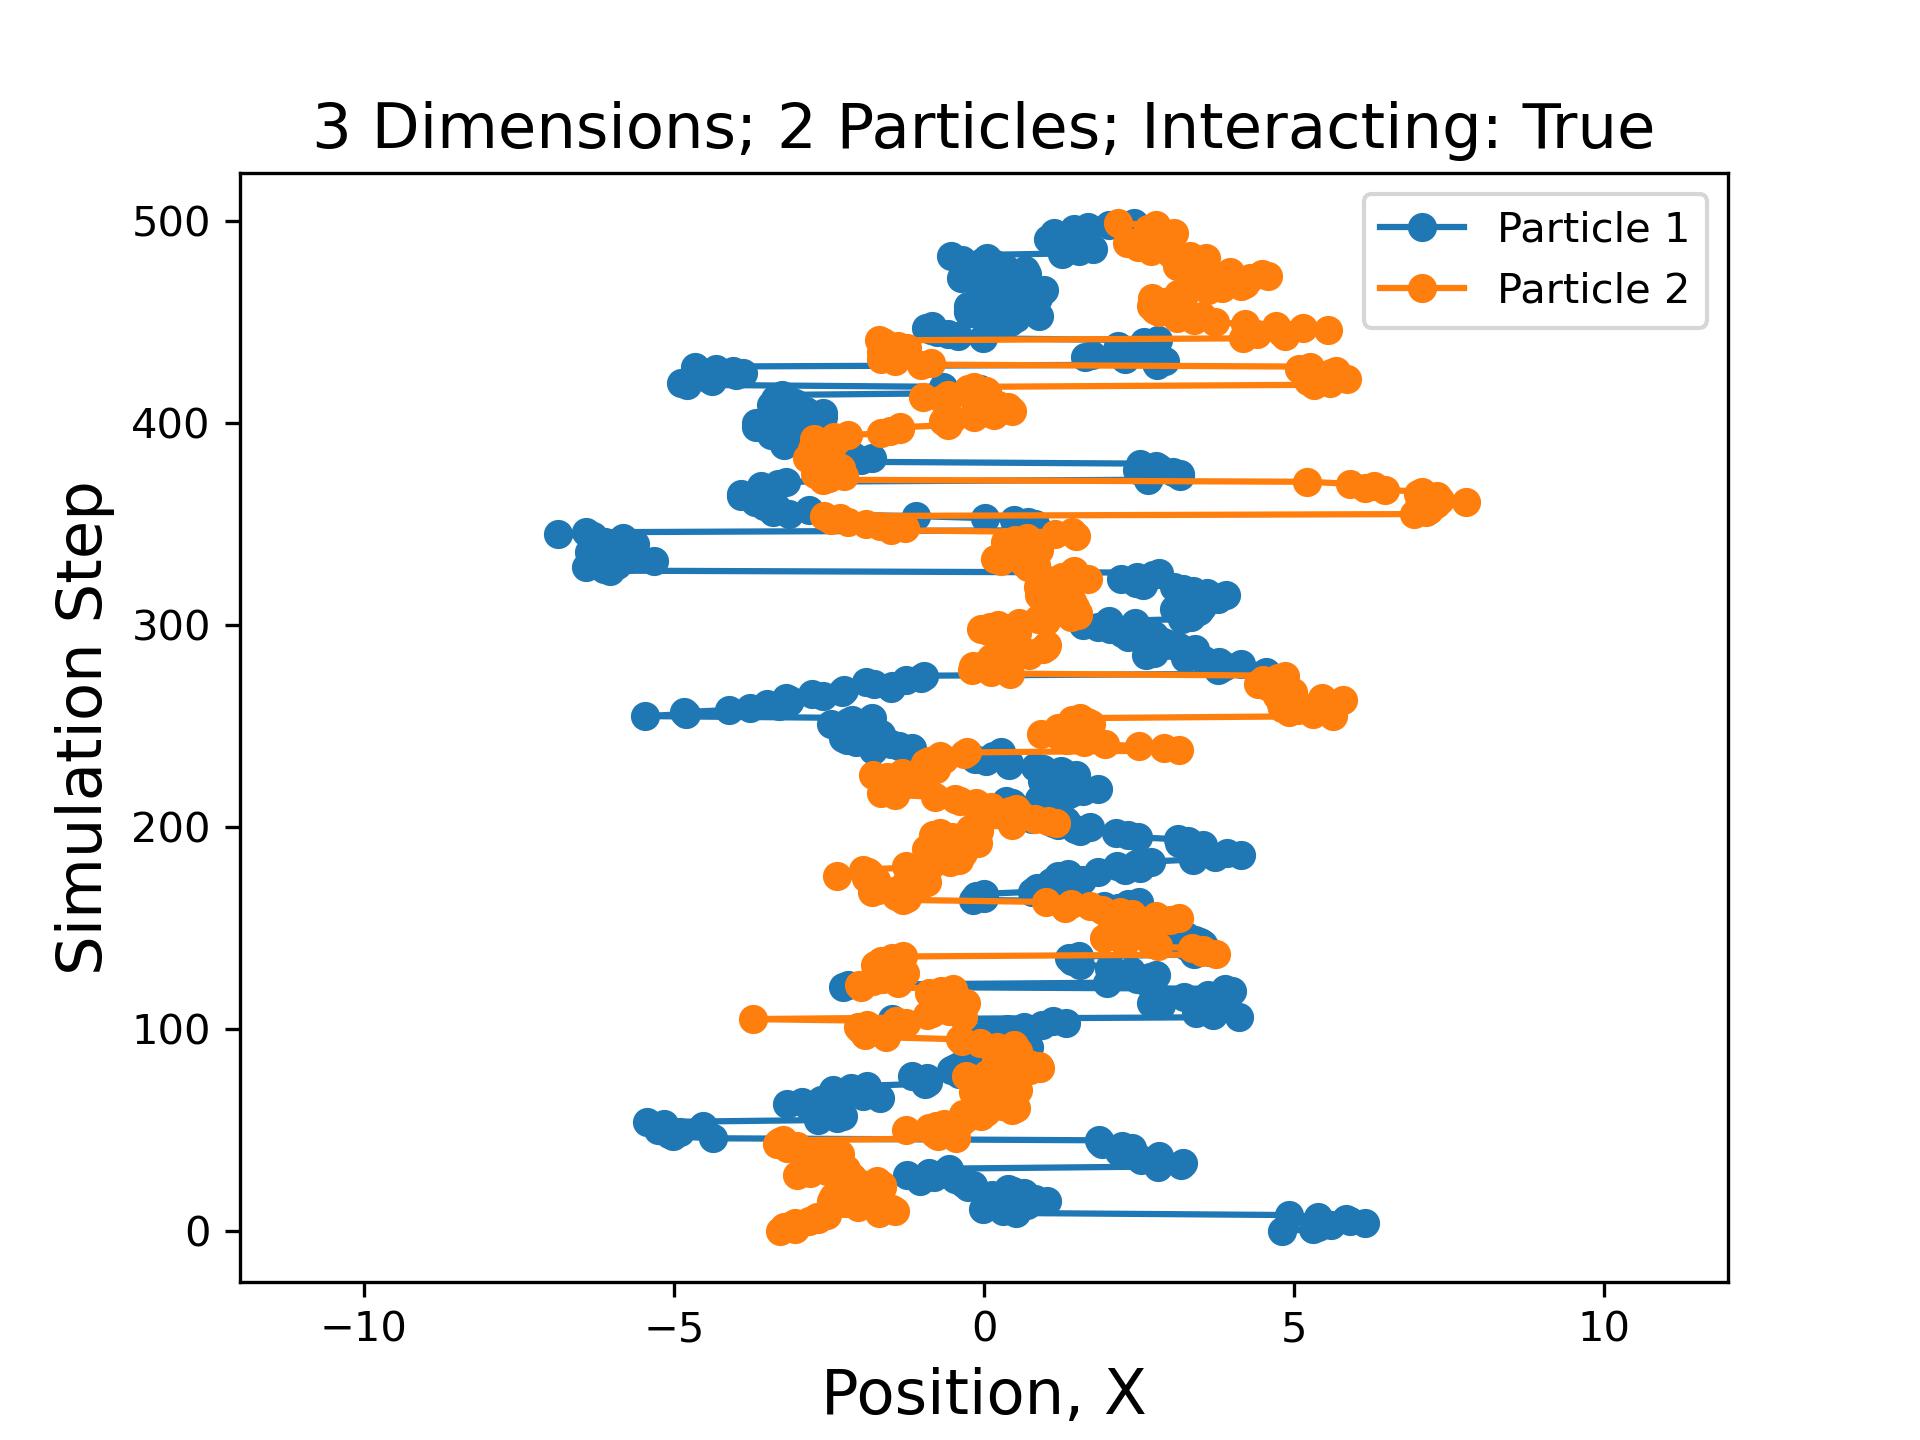 3 Dimensions; 2 Particles; Interacting: True
Particle 1
Particle 2
500
400
300
200
100
0
Simulation Step
−10
−5
0
5
10
Position, X